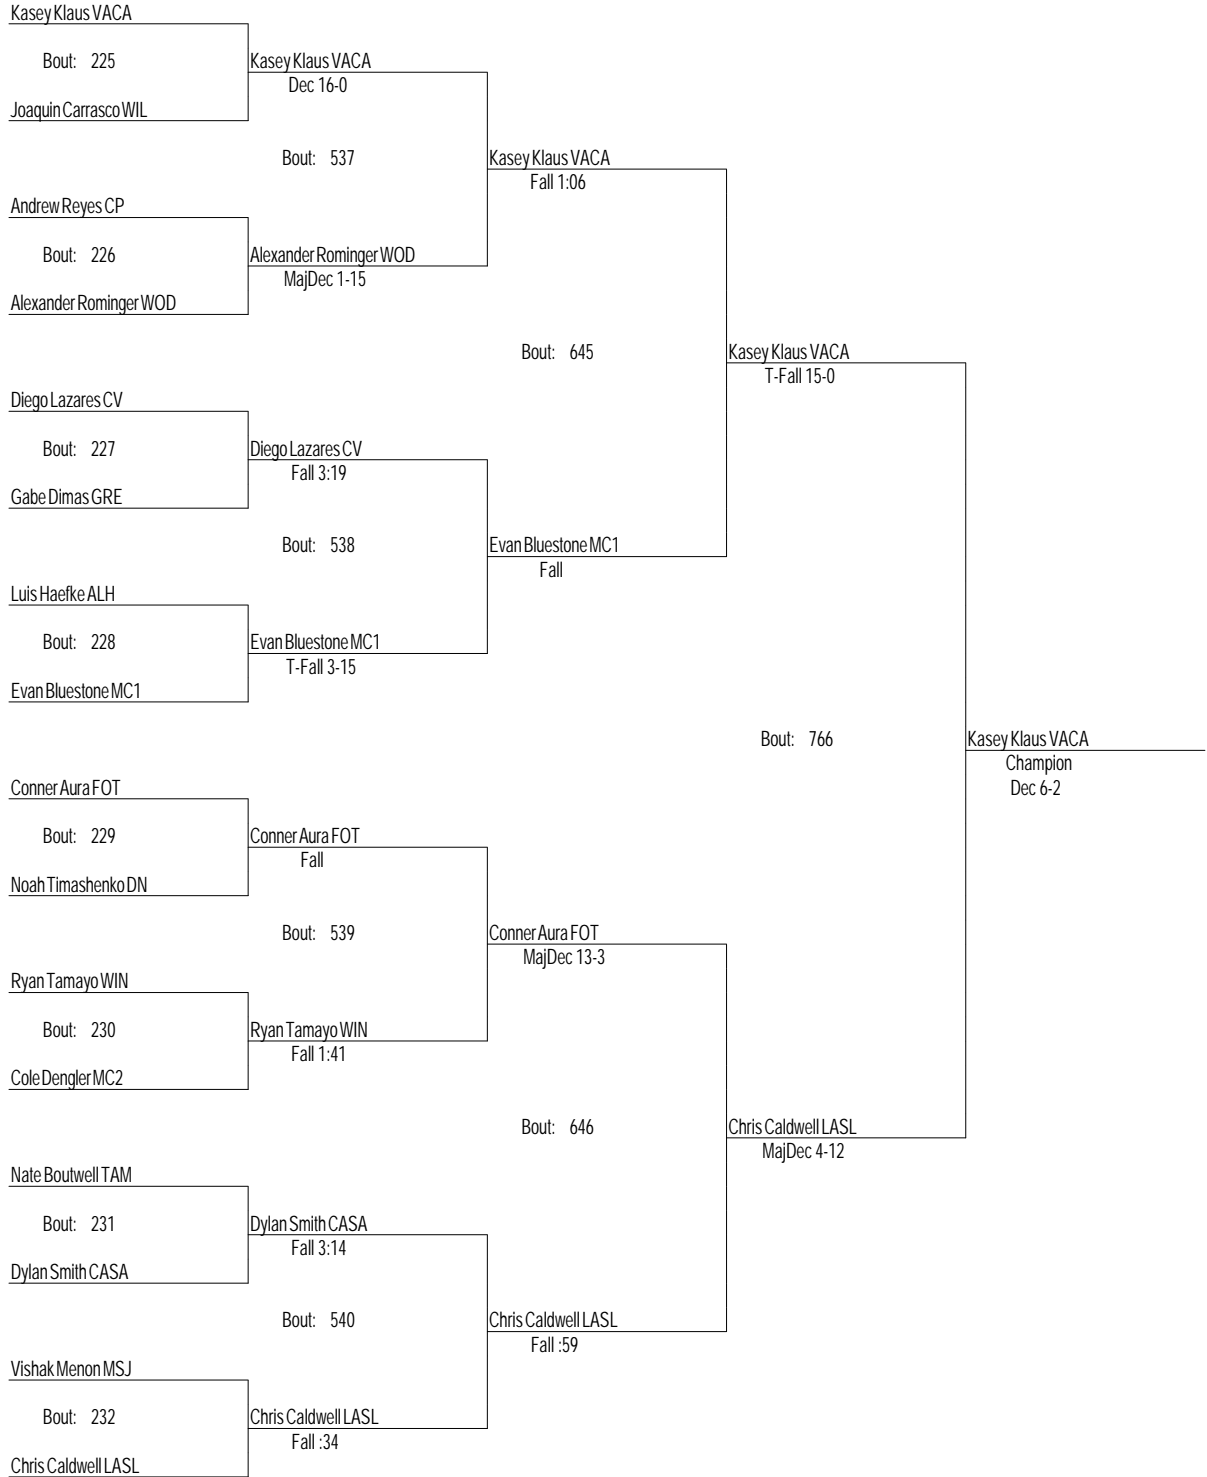 Kasey Klaus VACA
Bout: 225
Kasey Klaus VACA
Dec 16-0
Joaquin Carrasco WIL
Bout: 537
Kasey Klaus VACA
Fall 1:06
Andrew Reyes CP
Bout: 226
Alexander Rominger WOD
MajDec 1-15
Alexander Rominger WOD
Bout: 645
Kasey Klaus VACA
T-Fall 15-0
Diego Lazares CV
Bout: 227
Diego Lazares CV
Fall 3:19
Gabe Dimas GRE
Bout: 538
Evan Bluestone MC1
Fall
Luis Haefke ALH
Bout: 228
Evan Bluestone MC1
T-Fall 3-15
Evan Bluestone MC1
Bout: 766
Kasey Klaus VACA
Champion
Dec 6-2
Conner Aura FOT
Bout: 229
Conner Aura FOT
Fall
Noah Timashenko DN
Bout: 539
Conner Aura FOT
MajDec 13-3
Ryan Tamayo WIN
Bout: 230
Ryan Tamayo WIN
Fall 1:41
Cole Dengler MC2
Bout: 646
Chris Caldwell LASL
MajDec 4-12
Nate Boutwell TAM
Bout: 231
Dylan Smith CASA
Fall 3:14
Dylan Smith CASA
Bout: 540
Chris Caldwell LASL
Fall :59
Vishak Menon MSJ
Bout: 232
Chris Caldwell LASL
Fall :34
Chris Caldwell LASL